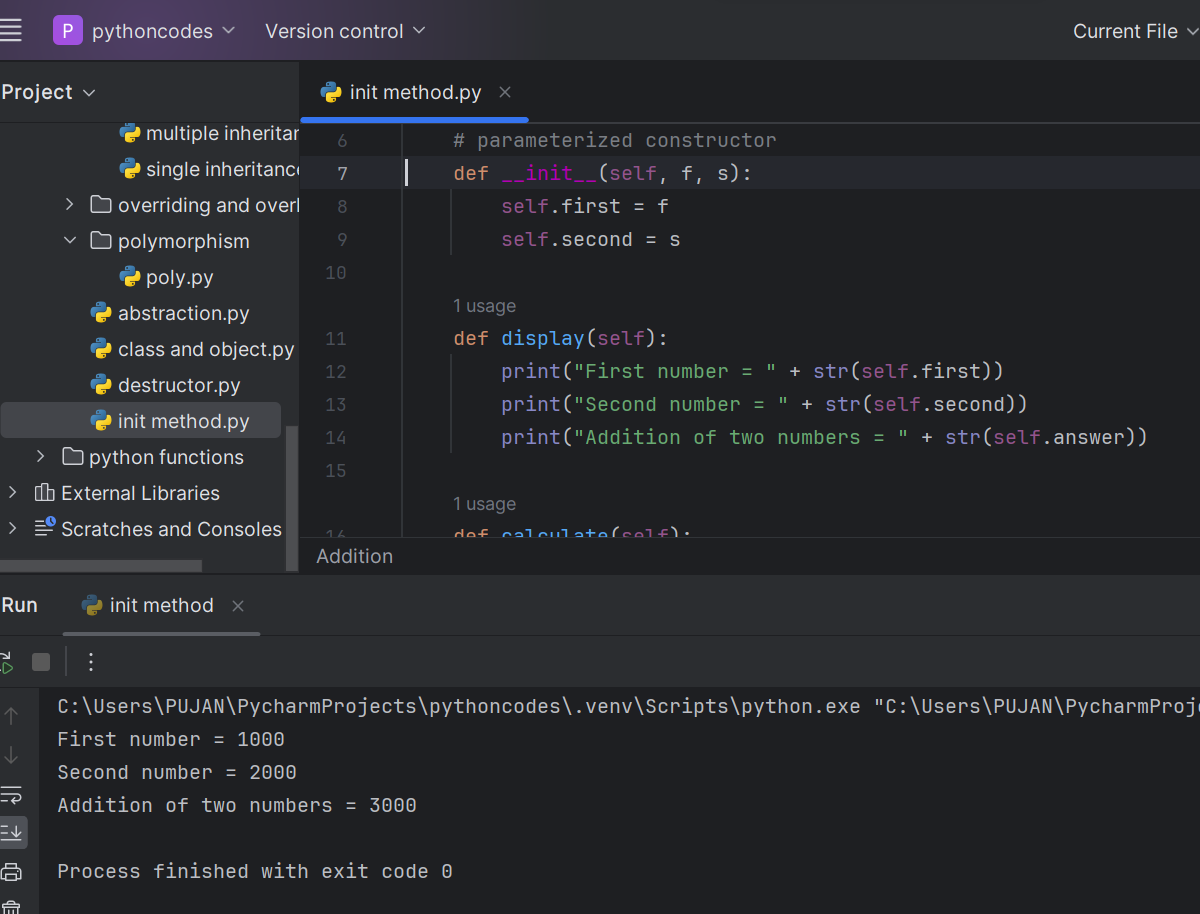 P pythoncodes Version control Current File
Project
init method.py
multiple inheritan
single inheritance
overriding and overl
polymorphism
poly.py
abstraction.py
class and object.py
destructor.py
init method.py
python functions
External Libraries
Scratches and Consoles
6 # parameterized constructor
7 def __init__(self, f, s):
8 self.first = f
9 self.second = s
10
1 usage
11 def display(self):
12 print("First number = " + str(self.first))
13 print("Second number = " + str(self.second))
14 print("Addition of two numbers = " + str(self.answer))
15
1 usage
16 def calculate(self):
Addition
Run init method
C:\Users\PUJAN\PycharmProjects\pythoncodes\.venv\Scripts\python.exe "C:\Users\PUJAN\PycharmProje
First number = 1000
Second number = 2000
Addition of two numbers = 3000
Process finished with exit code 0